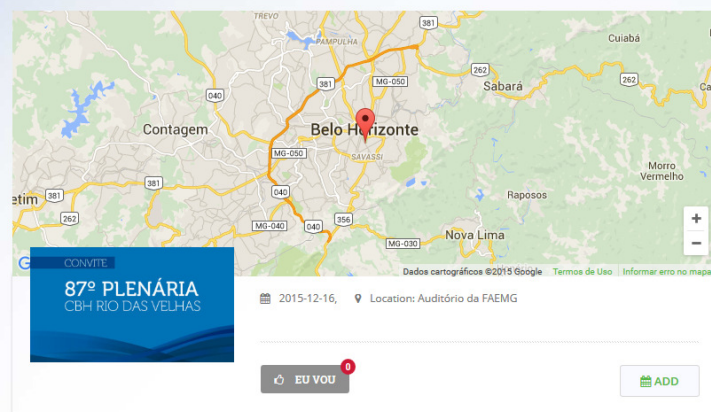 TREVO
PAMPULHA
381
Cuiabá
381
MG-050
262
Sabará
262
040
Contagem
Belo Horizonte
SAVASSI
MG-050
Morro
Vermelho
381
381
040
Raposos
etim
262
MG-040
040
356
Nova Lima
MG-030
+
−
G
Dados cartográficos ©2015 Google Termos de Uso Informar erro no mapa
CONVITE
87º PLENÁRIA
CBH RIO DAS VELHAS
2015-12-16, Location: Auditório da FAEMG
0
EU VOU
ADD